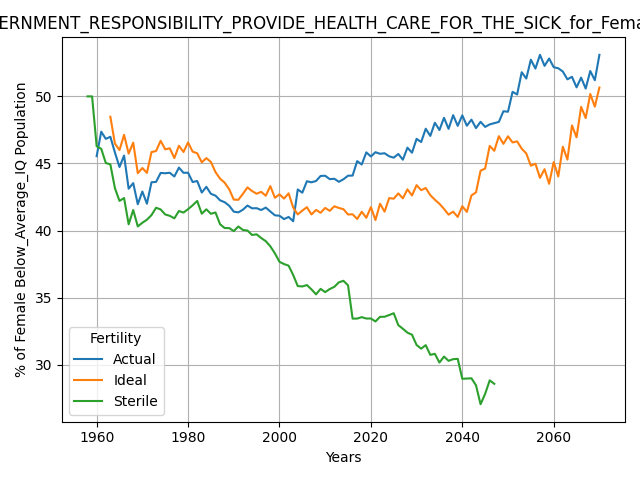 ERNMENT_RESPONSIBILITY_PROVIDE_HEALTH_CARE_FOR_THE_SICK_for_Fema
% of Female Below_Average_IQ Population
50
45
40
35
30
Fertility
Actual
Ideal
Sterile
1960 1980 2000 2020 2040 2060
Years